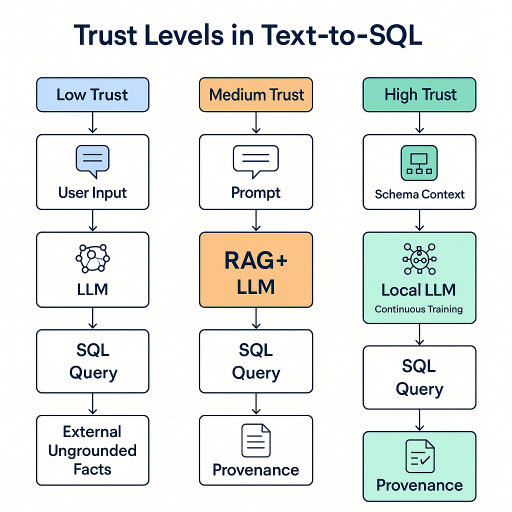 Trust Levels in Text-to-SQL
Low Trust
User Input
LLM
SQL
Query
External
Ungrounded
Facts
Medium Trust
Prompt
RAG+
LLM
SQL
Query
Provenance
High Trust
Schema Context
Local LLM
Continuous Training
SQL
Query
Provenance